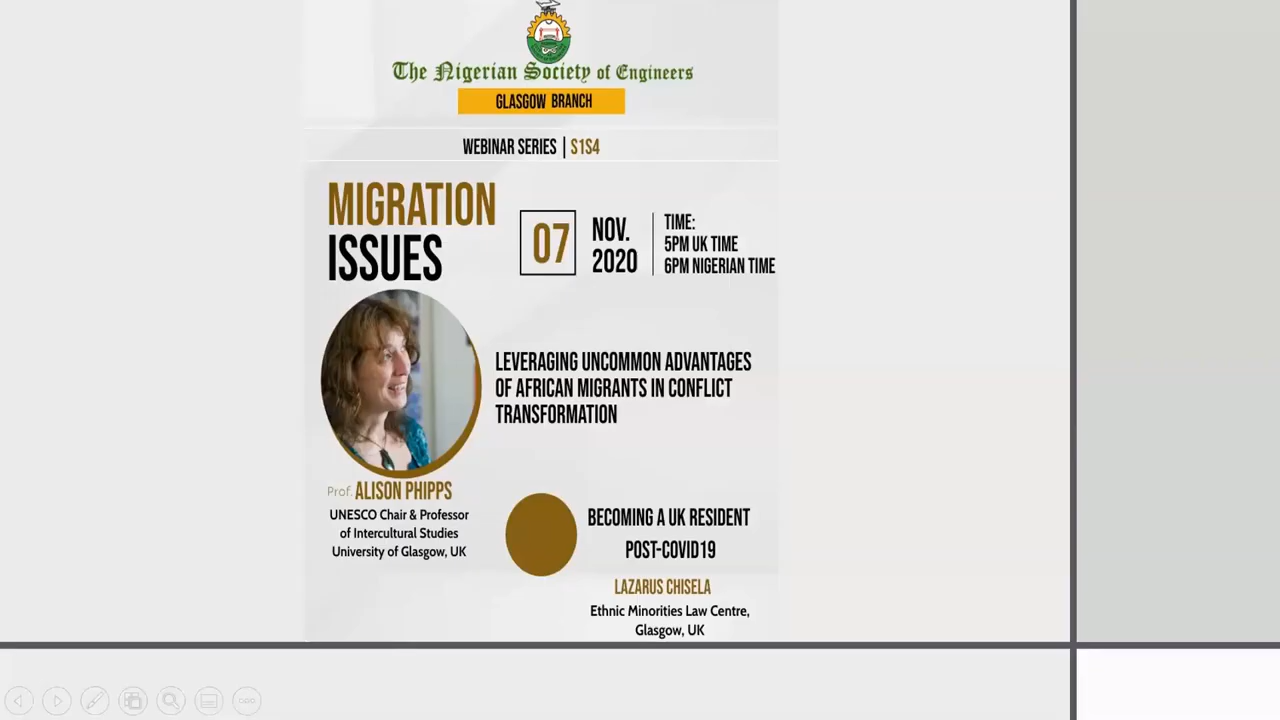 The Nigerian Society of Engineers
GLASGOW BRANCH
WEBINAR SERIES | S1S4
MIGRATION
ISSUES
07
NOV.
2020
TIME:
5PM UK TIME
6PM NIGERIAN TIME
LEVERAGING UNCOMMON ADVANTAGES
OF AFRICAN MIGRANTS IN CONFLICT
TRANSFORMATION
Prof. ALISON PHIPPS
UNESCO Chair & Professor
of Intercultural Studies
University of Glasgow, UK
BECOMING A UK RESIDENT
POST-COVID19
LAZARUS CHISELA
Ethnic Minorities Law Centre,
Glasgow, UK